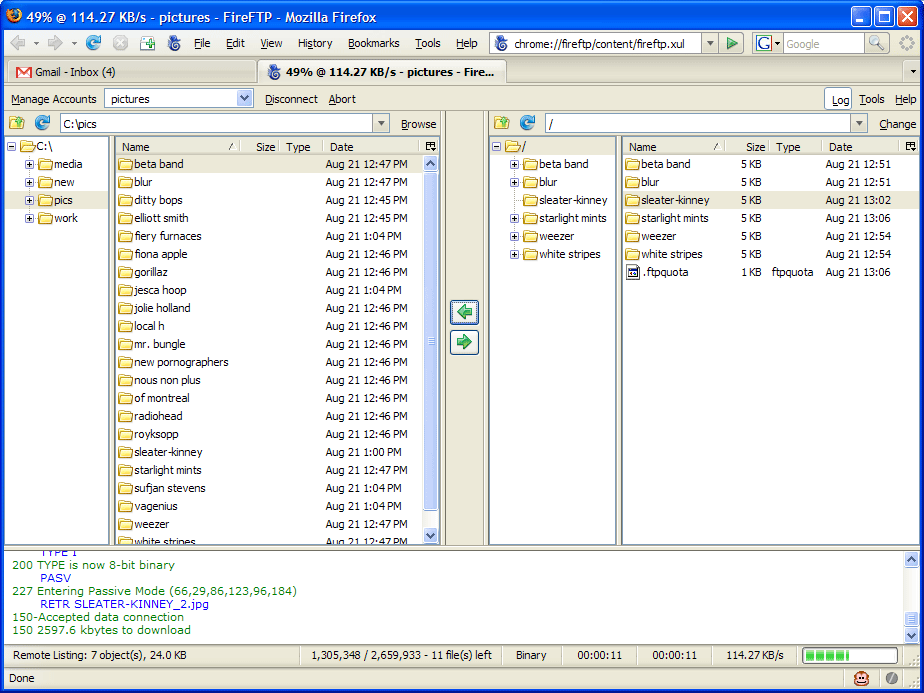 49% @ 114.27 KB/s - pictures - FireFTP - Mozilla Firefox
File Edit View History Bookmarks Tools Help chrome://fireftp/content/fireftp.xul G Google
Gmail - Inbox (4) 49% @ 114.27 KB/s - pictures - Fire...
Manage Accounts pictures Disconnect Abort Log Tools Help
C:\pics Browse / Change
C:\ Name Size Type Date / Name Size Type Date
media beta band Aug 21 12:47 PM beta band beta band 5 KB Aug 21 12:51
new blur Aug 21 12:47 PM blur blur 5 KB Aug 21 12:51
pics ditty bops Aug 21 12:45 PM sleater-kinney sleater-kinney 5 KB Aug 21 13:02
work elliott smith Aug 21 12:45 PM starlight mints starlight mints 5 KB Aug 21 13:06
fiery furnaces Aug 21 1:04 PM weezer weezer 5 KB Aug 21 12:54
fiona apple Aug 21 12:46 PM white stripes white stripes 5 KB Aug 21 12:54
gorillaz Aug 21 12:46 PM .ftpquota 1 KB ftpquota Aug 21 13:06
jesca hoop Aug 21 1:04 PM
jolie holland Aug 21 12:46 PM
local h Aug 21 12:46 PM
mr. bungle Aug 21 12:46 PM
new pornographers Aug 21 12:46 PM
nous non plus Aug 21 12:46 PM
of montreal Aug 21 12:46 PM
radiohead Aug 21 12:46 PM
royksopp Aug 21 12:46 PM
sleater-kinney Aug 21 1:00 PM
starlight mints Aug 21 12:47 PM
sufjan stevens Aug 21 1:04 PM
vagenius Aug 21 1:04 PM
weezer Aug 21 12:47 PM
white stripes Aug 21 12:47 PM
TYPE I
200 TYPE is now 8-bit binary
PASV
227 Entering Passive Mode (66,29,86,123,96,184)
RETR SLEATER-KINNEY_2.jpg
150-Accepted data connection
150 2597.6 kbytes to download
Remote Listing: 7 object(s), 24.0 KB 1,305,348 / 2,659,933 - 11 file(s) left Binary 00:00:11 00:00:11 114.27 KB/s
Done